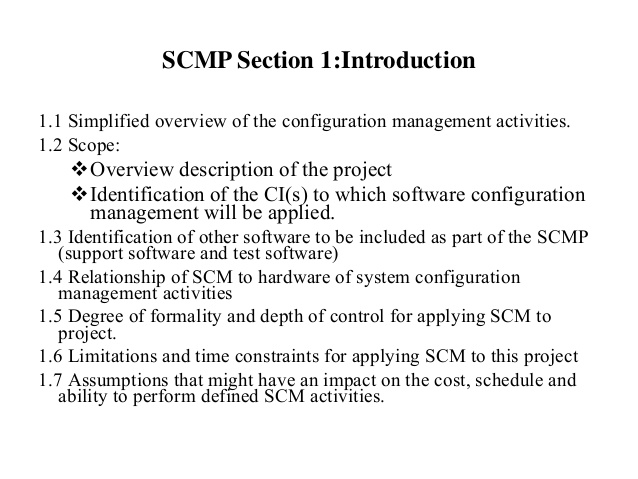 SCMP Section 1:Introduction
1.1 Simplified overview of the configuration management activities.
1.2 Scope:
❖Overview description of the project
❖Identification of the CI(s) to which software configuration
management will be applied.
1.3 Identification of other software to be included as part of the SCMP
(support software and test software)
1.4 Relationship of SCM to hardware of system configuration
management activities
1.5 Degree of formality and depth of control for applying SCM to
project.
1.6 Limitations and time constraints for applying SCM to this project
1.7 Assumptions that might have an impact on the cost, schedule and
ability to perform defined SCM activities.